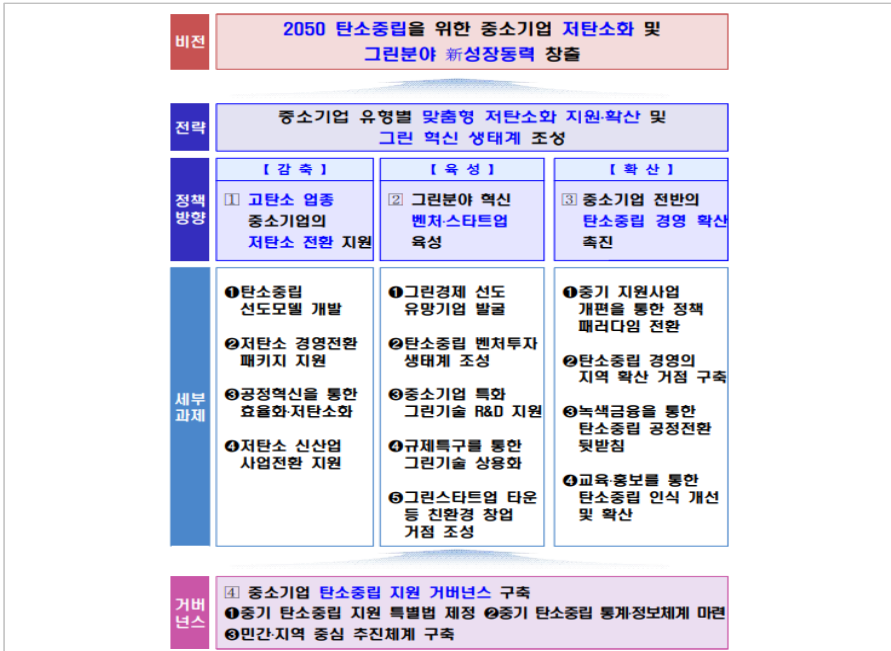 비전
2050 탄소중립을 위한 중소기업 저탄소화 및
그린분야 新성장동력 창출
전략
중소기업 유형별 맞춤형 저탄소화 지원·확산 및
그린 혁신 생태계 조성
정책
방향
[ 감 축 ]
1 고탄소 업종
중소기업의
저탄소 전환 지원
[ 육 성 ]
2 그린분야 혁신
벤처·스타트업
육성
[ 확 산 ]
3 중소기업 전반의
탄소중립 경영 확산
촉진
세부
과제
❶탄소중립
선도모델 개발
❷저탄소 경영전환
패키지 지원
❸공정혁신을 통한
효율화·저탄소화
❹저탄소 신산업
사업전환 지원
❶그린경제 선도
유망기업 발굴
❷탄소중립 벤처투자
생태계 조성
❸중소기업 특화
그린기술 R&D 지원
❹규제특구를 통한
그린기술 상용화
❺그린스타트업 타운
등 친환경 창업
거점 조성
❶중기 지원사업
개편을 통한 정책
패러다임 전환
❷탄소중립 경영의
지역 확산 거점 구축
❸녹색금융을 통한
탄소중립 공정전환
뒷받침
❹교육·홍보를 통한
탄소중립 인식 개선
및 확산
거버
넌스
4 중소기업 탄소중립 지원 거버넌스 구축
❶중기 탄소중립 지원 특별법 제정 ❷중기 탄소중립 통계·정보체계 마련
❸민간·지역 중심 추진체계 구축